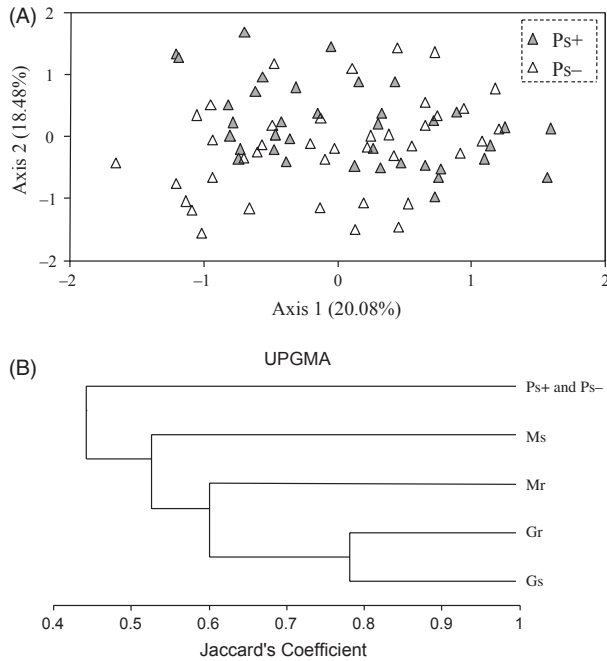 (A)
2
1
0
−1
−2
Axis 2 (18.48%)
Ps+
Ps−
−2
−1
0
1
2
Axis 1 (20.08%)
(B)
UPGMA
Ps+ and Ps−
Ms
Mr
Gr
Gs
0.4
0.5
0.6
0.7
0.8
0.9
1
Jaccard's Coefficient